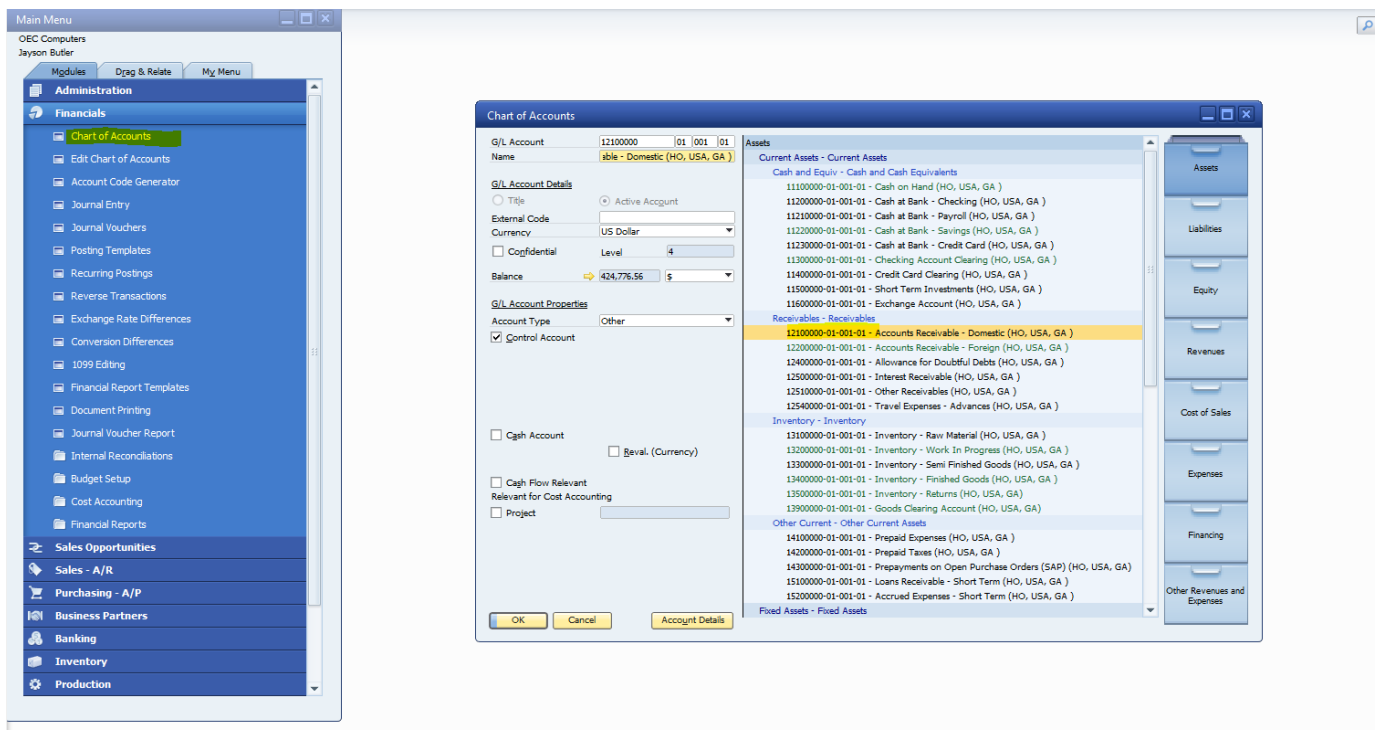 Main Menu
OEC Computers
Jayson Butler
Modules Drag & Relate My Menu
Administration
Financials
Chart of Accounts
Edit Chart of Accounts
Account Code Generator
Journal Entry
Journal Vouchers
Posting Templates
Recurring Postings
Reverse Transactions
Exchange Rate Differences
Conversion Differences
1099 Editing
Financial Report Templates
Document Printing
Journal Voucher Report
Internal Reconciliations
Budget Setup
Cost Accounting
Financial Reports
Sales Opportunities
Sales - A/R
Purchasing - A/P
Business Partners
Banking
Inventory
Production
Chart of Accounts
G/L Account 12100000 01 001 01
Name able - Domestic (HO, USA, GA )
G/L Account Details
Title Active Account
External Code
Currency US Dollar
Confidential Level 4
Balance 424,776.56 $
G/L Account Properties
Account Type Other
Control Account
Cash Account
Reval. (Currency)
Cash Flow Relevant
Relevant for Cost Accounting
Project
OK Cancel Account Details
Assets
Current Assets - Current Assets
Cash and Equiv - Cash and Cash Equivalents
11100000-01-001-01 - Cash on Hand (HO, USA, GA )
11200000-01-001-01 - Cash at Bank - Checking (HO, USA, GA )
11210000-01-001-01 - Cash at Bank - Payroll (HO, USA, GA )
11220000-01-001-01 - Cash at Bank - Savings (HO, USA, GA )
11230000-01-001-01 - Cash at Bank - Credit Card (HO, USA, GA )
11300000-01-001-01 - Checking Account Clearing (HO, USA, GA )
11400000-01-001-01 - Credit Card Clearing (HO, USA, GA )
11500000-01-001-01 - Short Term Investments (HO, USA, GA )
11600000-01-001-01 - Exchange Account (HO, USA, GA )
Receivables - Receivables
12100000-01-001-01 - Accounts Receivable - Domestic (HO, USA, GA )
12200000-01-001-01 - Accounts Receivable - Foreign (HO, USA, GA )
12400000-01-001-01 - Allowance for Doubtful Debts (HO, USA, GA )
12500000-01-001-01 - Interest Receivable (HO, USA, GA )
12510000-01-001-01 - Other Receivables (HO, USA, GA )
12540000-01-001-01 - Travel Expenses - Advances (HO, USA, GA )
Inventory - Inventory
13100000-01-001-01 - Inventory - Raw Material (HO, USA, GA )
13200000-01-001-01 - Inventory - Work In Progress (HO, USA, GA )
13300000-01-001-01 - Inventory - Semi Finished Goods (HO, USA, GA )
13400000-01-001-01 - Inventory - Finished Goods (HO, USA, GA )
13500000-01-001-01 - Inventory - Returns (HO, USA, GA)
13900000-01-001-01 - Goods Clearing Account (HO, USA, GA)
Other Current - Other Current Assets
14100000-01-001-01 - Prepaid Expenses (HO, USA, GA )
14200000-01-001-01 - Prepaid Taxes (HO, USA, GA )
14300000-01-001-01 - Prepayments on Open Purchase Orders (SAP) (HO, USA, GA)
15100000-01-001-01 - Loans Receivable - Short Term (HO, USA, GA )
15200000-01-001-01 - Accrued Expenses - Short Term (HO, USA, GA )
Fixed Assets - Fixed Assets
Assets
Liabilities
Equity
Revenues
Cost of Sales
Expenses
Financing
Other Revenues and
Expenses